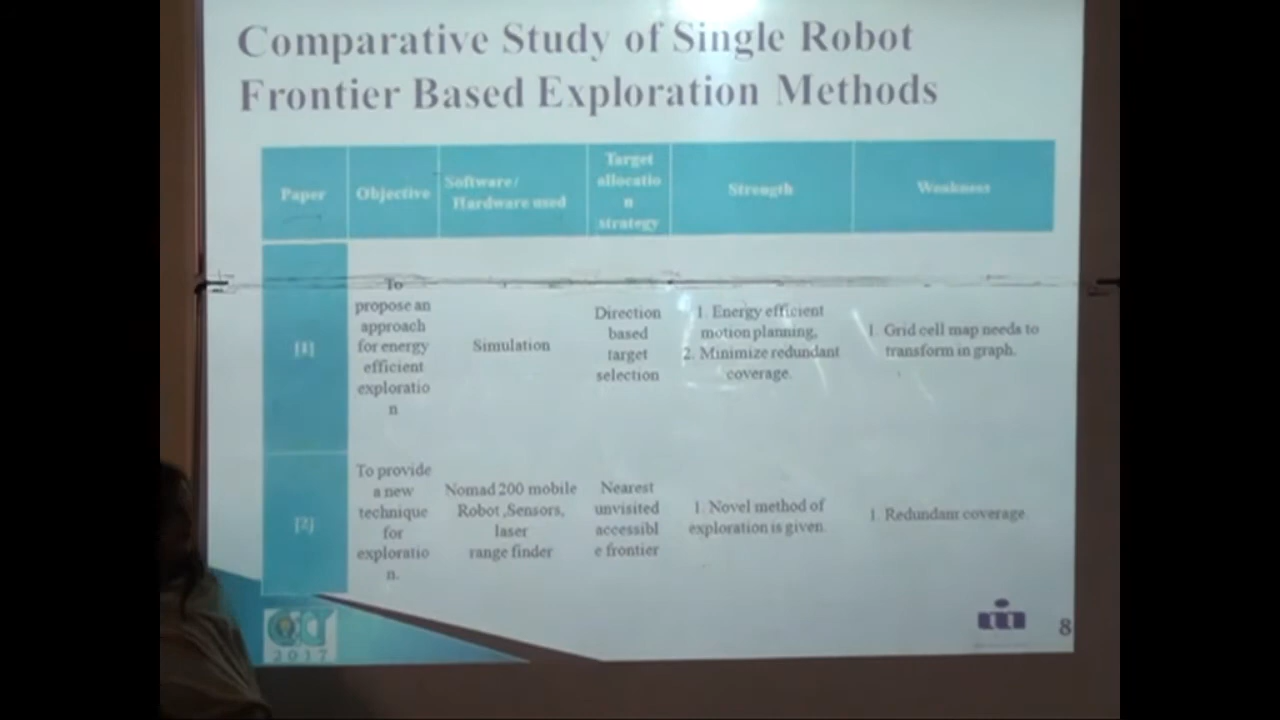 Comparative Study of Single Robot
Frontier Based Exploration Methods
Paper
Objective
Software/
Hardware used
Target
allocatio
n
strategy
Strength
Weakness
[1]
To
propose an
approach
for energy
efficient
exploratio
n
Simulation
Direction
based
target
selection
1. Energy efficient
motion planning,
2. Minimize redundant
coverage.
1. Grid cell map needs to
transform in graph.
[2]
To provide
a new
technique
for
exploratio
n.
Nomad 200 mobile
Robot ,Sensors,
laser
range finder
Nearest
unvisited
accessibl
e frontier
1. Novel method of
exploration is given.
1. Redundant coverage.
2017
8